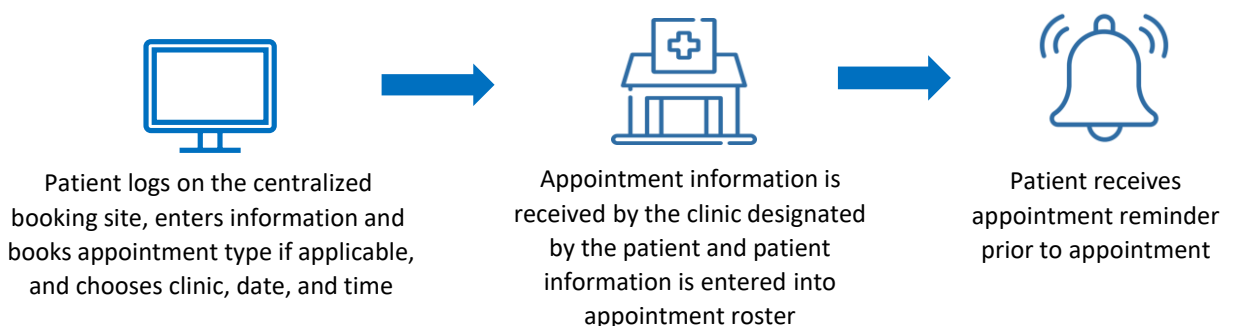 Patient logs on the centralized
booking site, enters information and
books appointment type if applicable,
and chooses clinic, date, and time
Appointment information is
received by the clinic designated
by the patient and patient
information is entered into
appointment roster
Patient receives
appointment reminder
prior to appointment